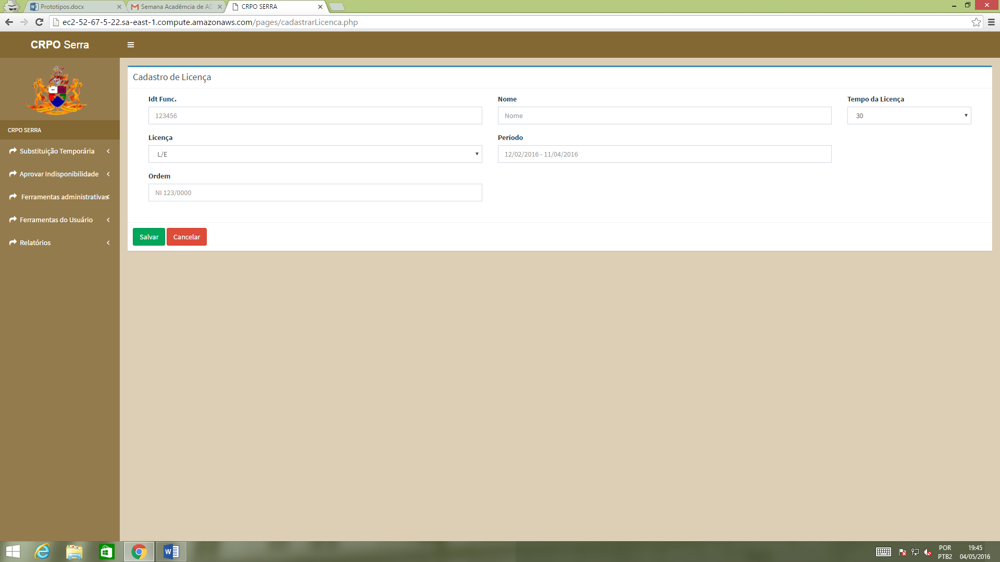 Prototipos.docx
Semana Acadêmcia de AD
CRPO SERRA
ec2-52-67-5-22.sa-east-1.compute.amazonaws.com/pages/cadastrarLicenca.php
CRPO Serra
CRPO SERRA
Substituição Temporária
Aprovar Indisponibilidade
Ferramentas administrativas
Ferramentas do Usuário
Relatórios
Cadastro de Licença
Idt Func.
123456
Nome
Nome
Tempo da Licença
30
Licença
L/E
Período
12/02/2016 - 11/04/2016
Ordem
NI 123/0000
Salvar
Cancelar
POR
PTB2
19:45
04/05/2016